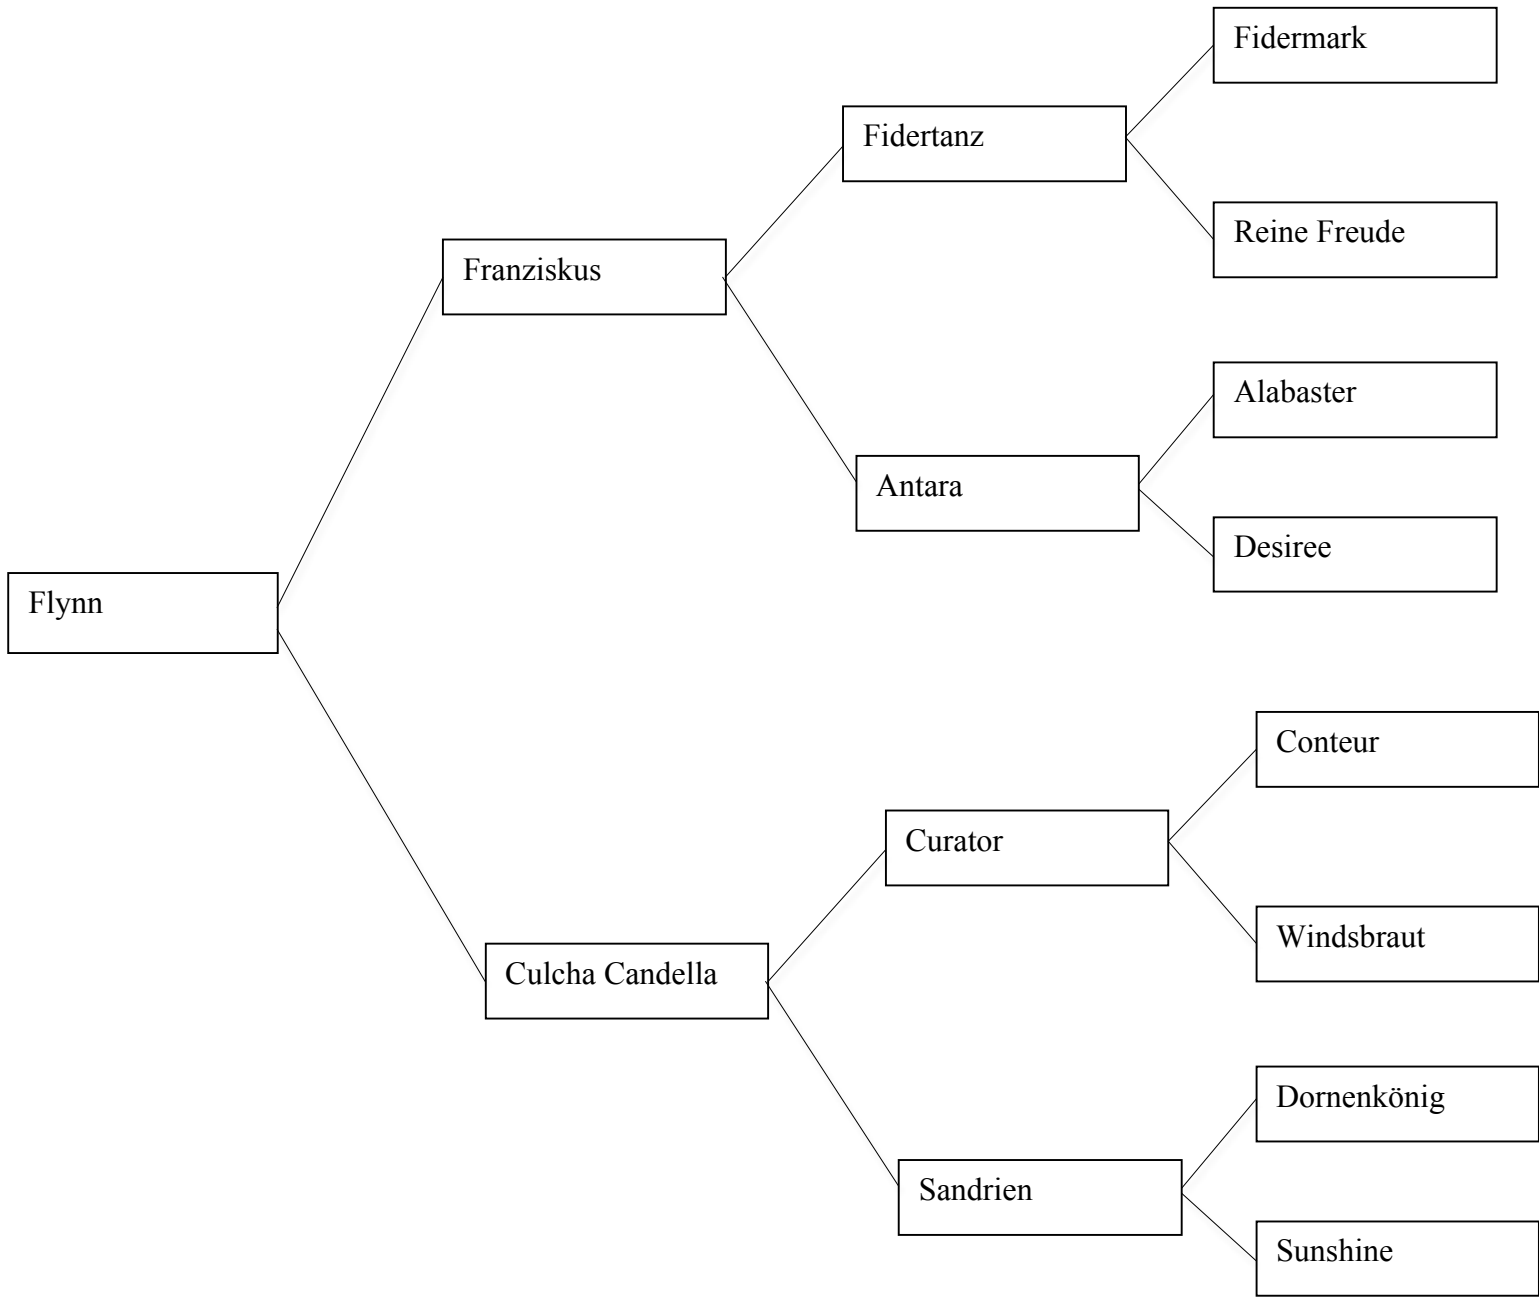 Fidermark
Fidertanz
Reine Freude
Franziskus
Alabaster
Antara
Desiree
Flynn
Conteur
Curator
Windsbraut
Culcha Candella
Dornenkönig
Sandrien
Sunshine